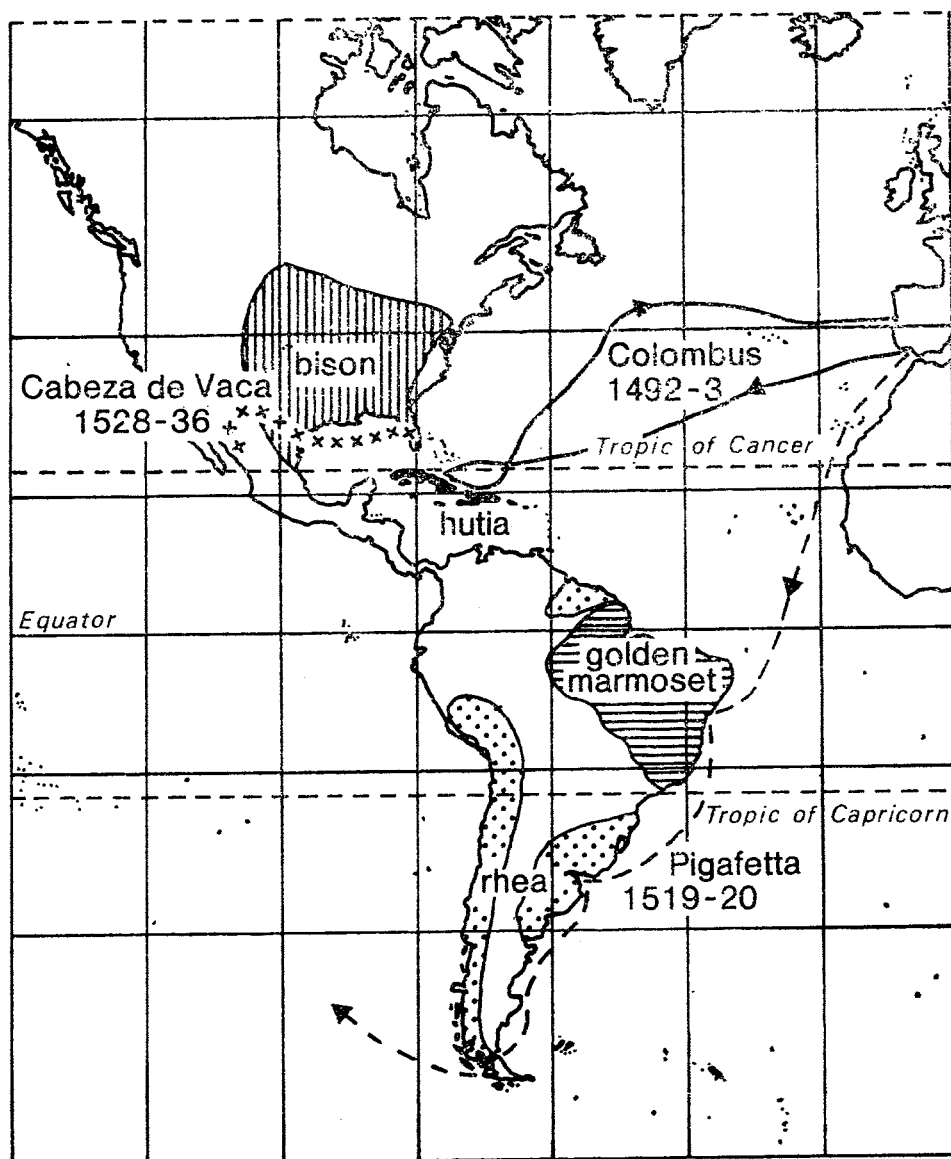 bison
Colombus
1492-3
Cabeza de Vaca
1528-36
Tropic of Cancer
hutia
Equator
golden
marmoset
Tropic of Capricorn
Pigafetta
1519-20
rhea